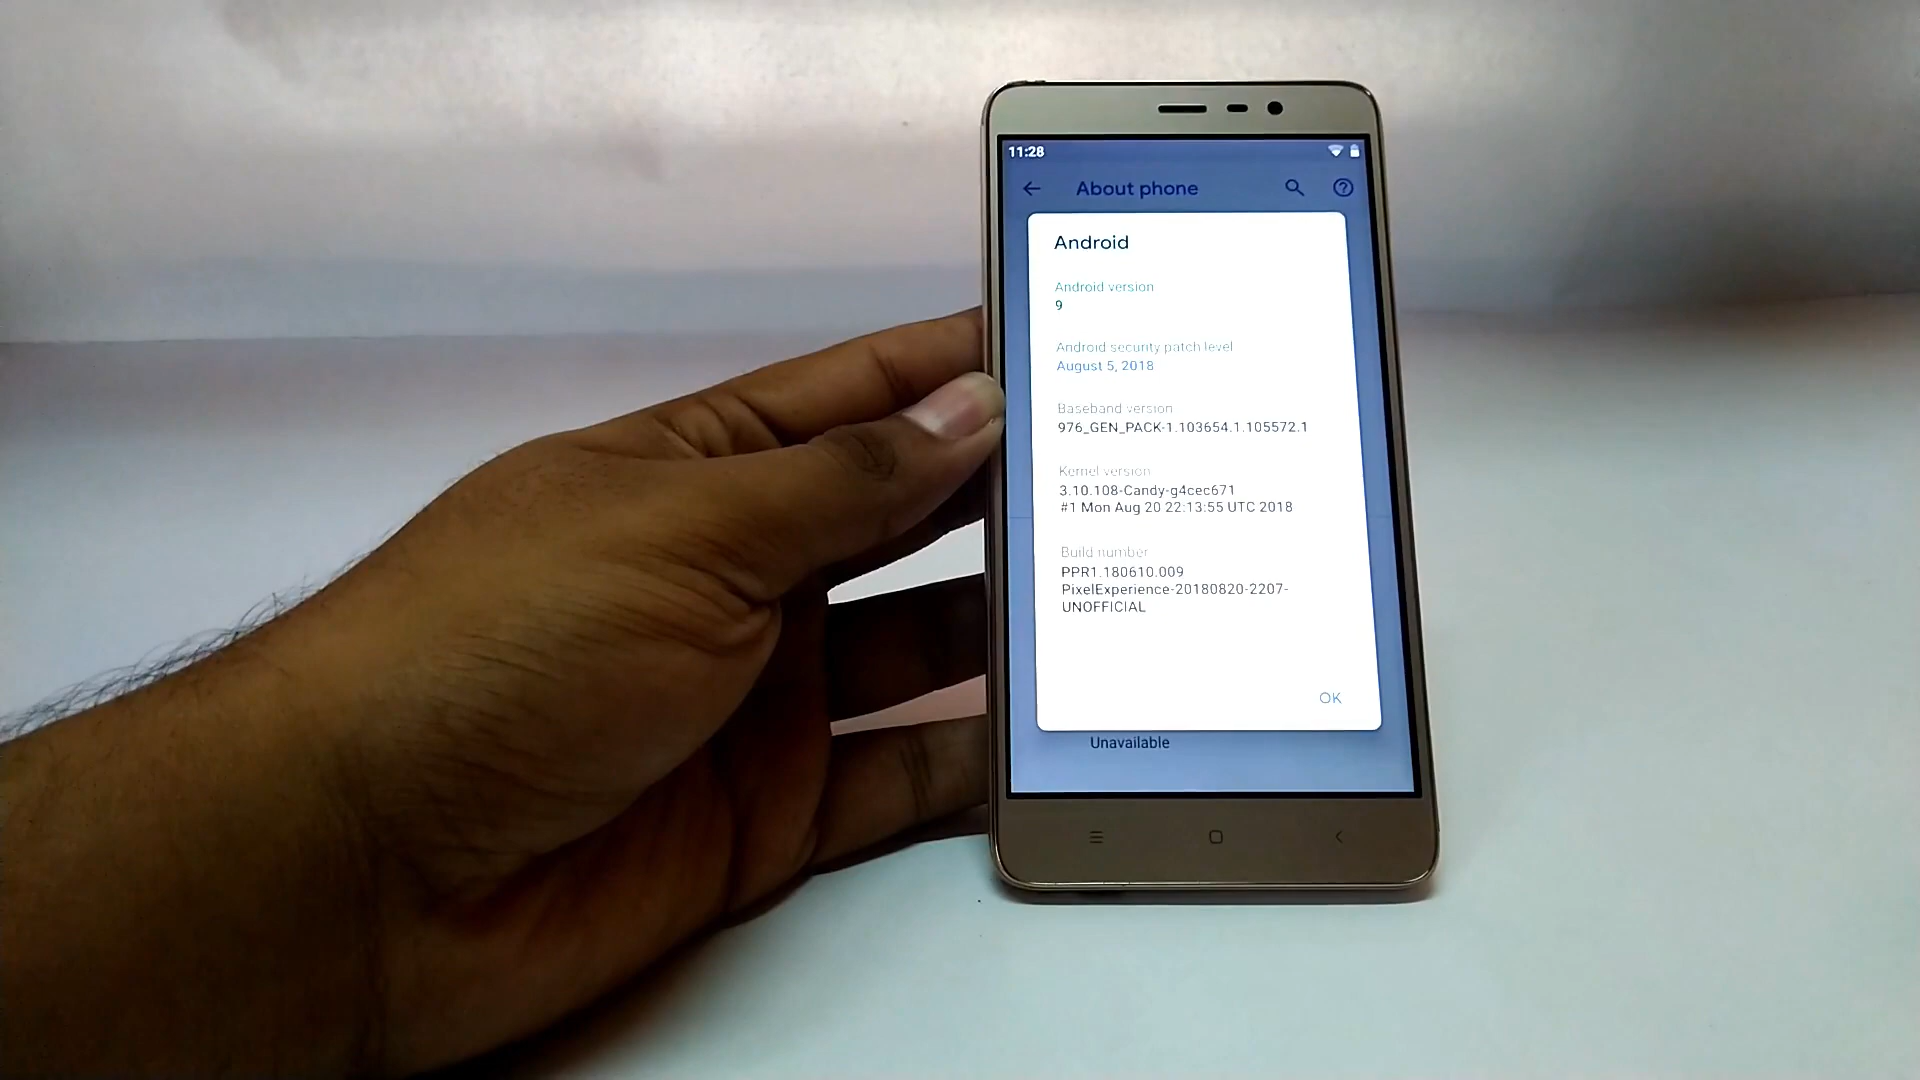 11:28
About phone
Android
Android version
9
Android security patch level
August 5, 2018
Baseband version
976_GEN_PACK-1.103654.1.105572.1
Kernel version
3.10.108-Candy-g4cec671
#1 Mon Aug 20 22:13:55 UTC 2018
Build number
PPR1.180610.009
PixelExperience-20180820-2207-
UNOFFICIAL
OK
Unavailable